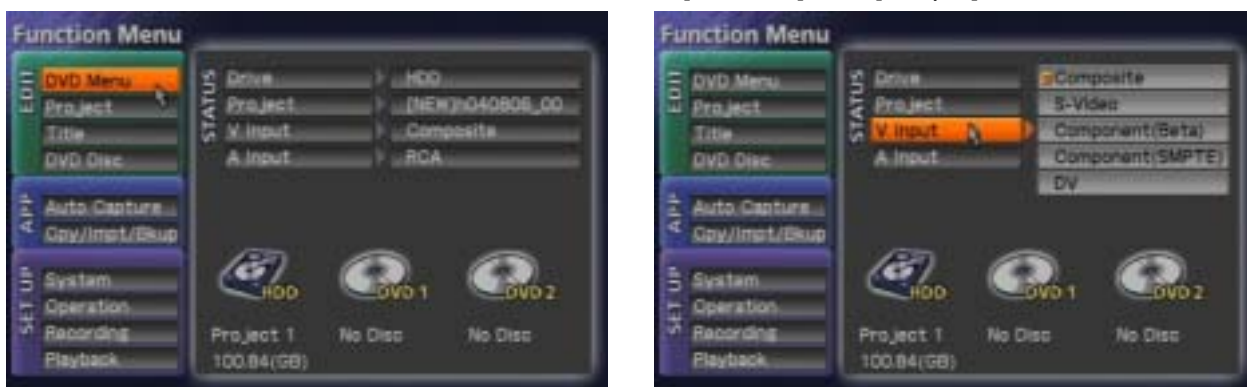 Function Menu
EDIT
DVD Menu
Project
Title
DVD Disc
APP
Auto Capture
Cpy/Impt/Bkup
SET UP
System
Operation
Recording
Playback
STATUS
Drive HDD
Project (NEW)h040806_00
V Input Composite
A Input RCA
HDD DVD 1 DVD 2
Project 1 No Disc No Disc
100.84(GB)
Function Menu
EDIT
DVD Menu
Project
Title
DVD Disc
APP
Auto Capture
Cpy/Impt/Bkup
SET UP
System
Operation
Recording
Playback
STATUS
Drive
Project
V Input
A Input
Composite
S-Video
Component(Beta)
Component(SMPTE)
DV
HDD DVD 1 DVD 2
Project 1 No Disc No Disc
100.84(GB)